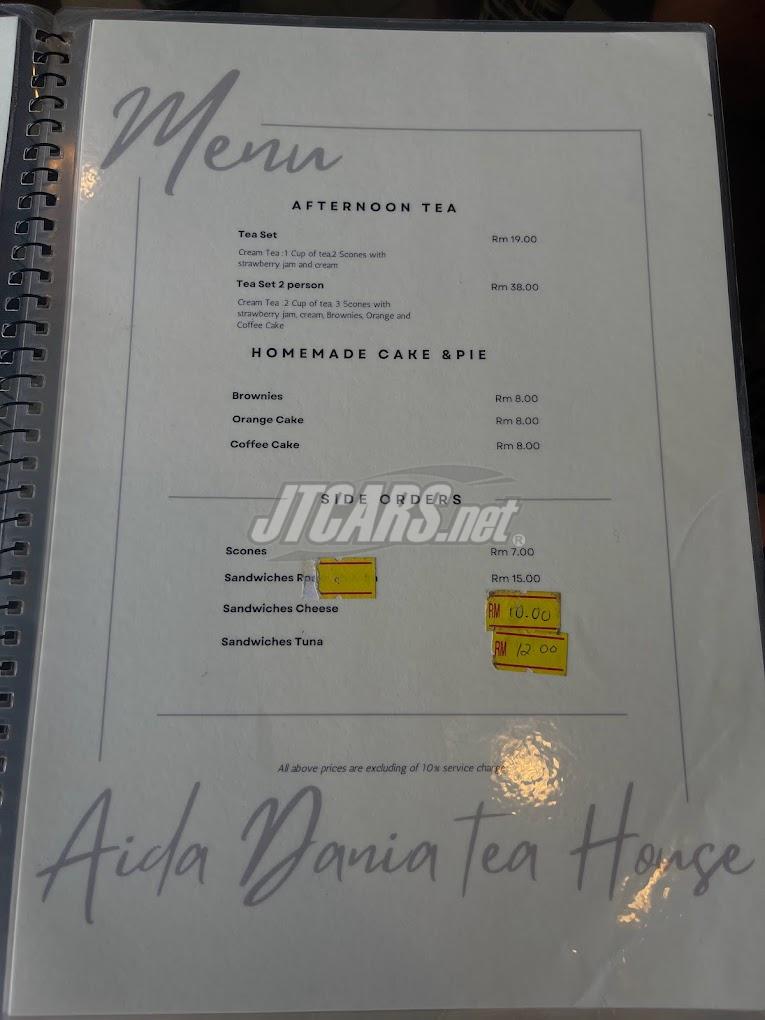 Menu
AFTERNOON TEA
Tea Set Rm 19.00
Cream Tea :1 Cup of tea,2 Scones with
strawberry jam and cream
Tea Set 2 person Rm 38.00
Cream Tea :2 Cup of tea, 3 Scones with
strawberry jam, cream, Brownies, Orange and
Coffee Cake
HOMEMADE CAKE &PIE
Brownies Rm 8.00
Orange Cake Rm 8.00
Coffee Cake Rm 8.00
SIDE ORDERS
JTCARS.net®
Scones Rm 7.00
Sandwiches Rm 15.00
Sandwiches Cheese RM 10.00
Sandwiches Tuna RM 12.00
All above prices are excluding of 10% service charge
Aida Dania Tea House